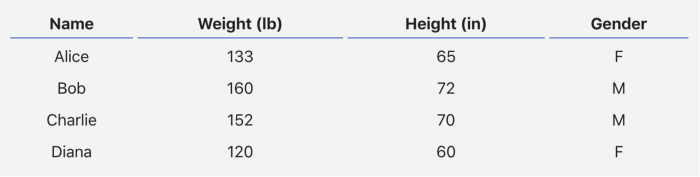 Name Weight (lb) Height (in) Gender
Alice 133 65 F
Bob 160 72 M
Charlie 152 70 M
Diana 120 60 F